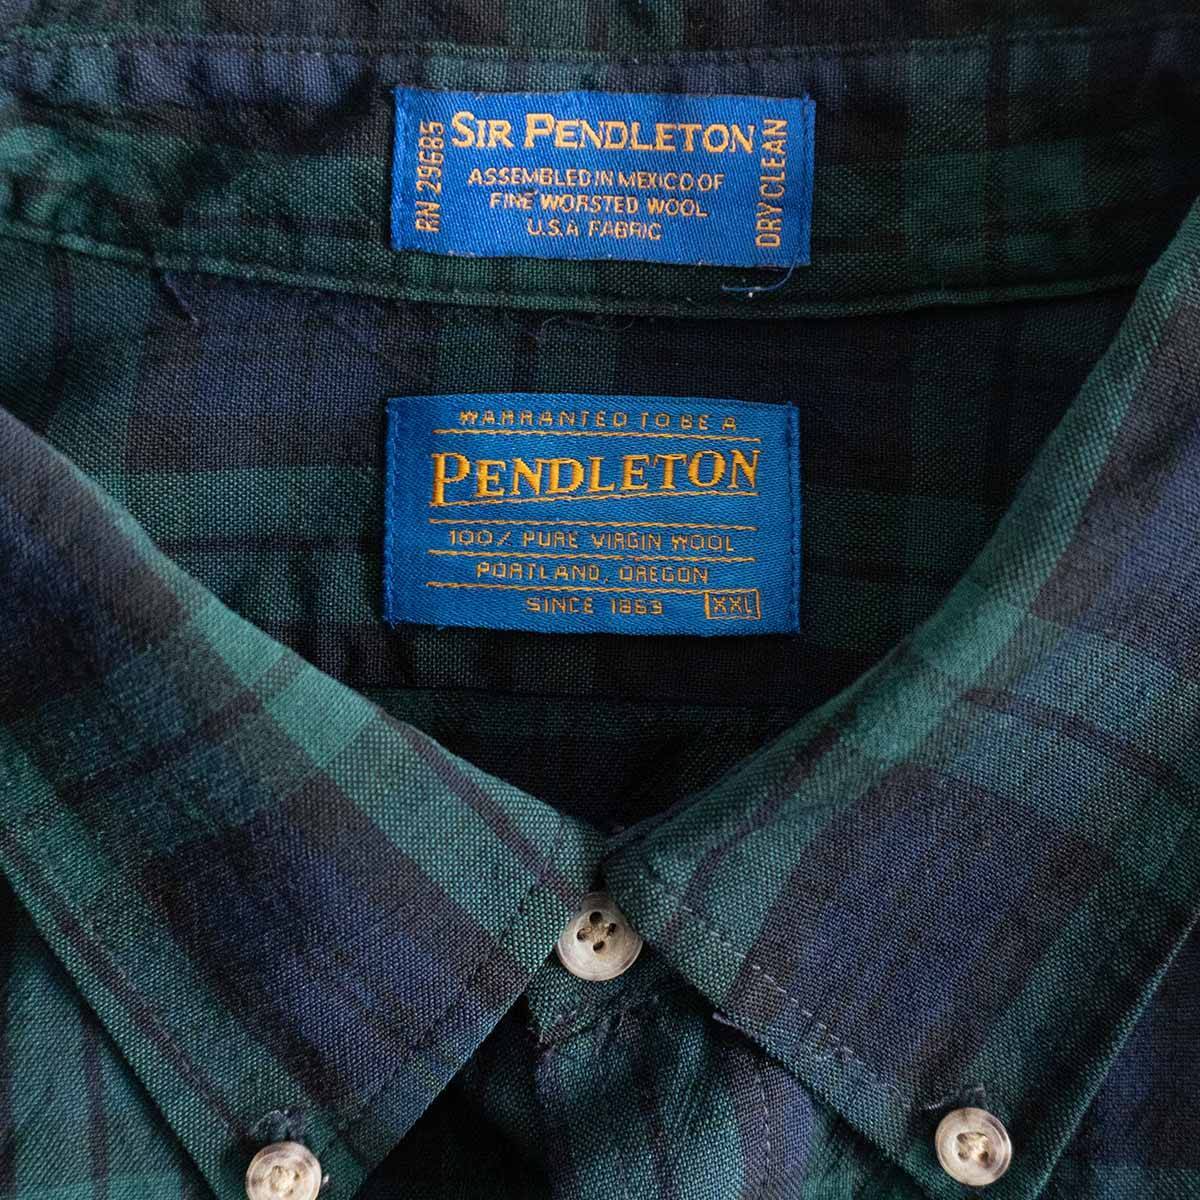 RN 29685
SIR PENDLETON
ASSEMBLED IN MEXICO OF
FINE WORSTED WOOL
U.S.A FABRIC
DRY CLEAN
WARRANTED TO BE A
PENDLETON
100% PURE VIRGIN WOOL
PORTLAND, OREGON
SINCE 1863
XXL